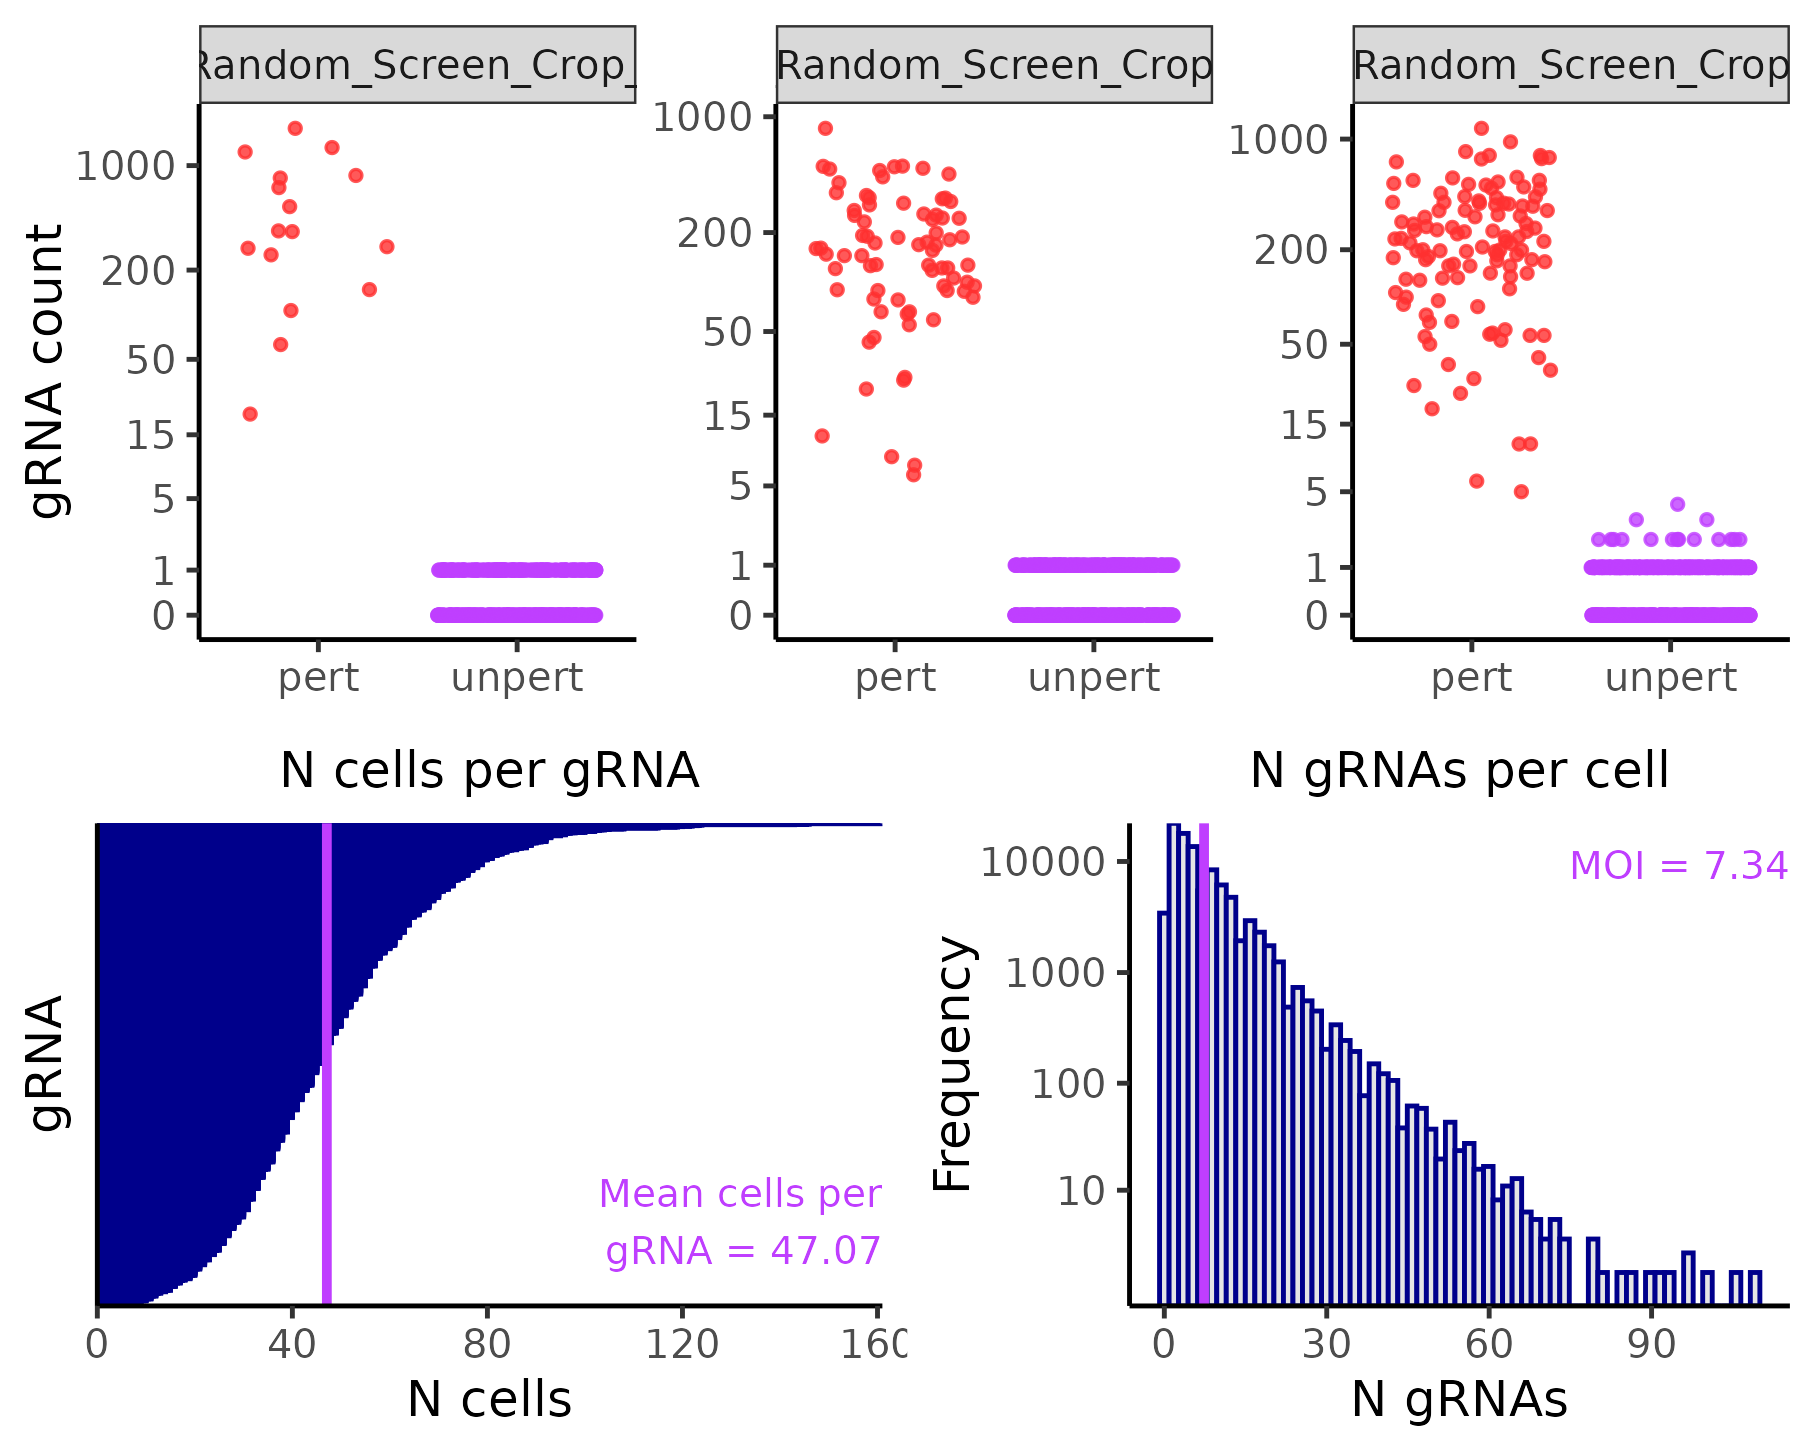 Random_Screen_Crop_
Random_Screen_Crop
Random_Screen_Crop
gRNA count
1000
200
50
15
5
1
0
pert
unpert
1000
200
50
15
5
1
0
pert
unpert
1000
200
50
15
5
1
0
pert
unpert
N cells per gRNA
gRNA
Mean cells per
gRNA = 47.07
0
40
80
120
160
N cells
N gRNAs per cell
Frequency
10000
1000
100
10
MOI = 7.34
0
30
60
90
N gRNAs